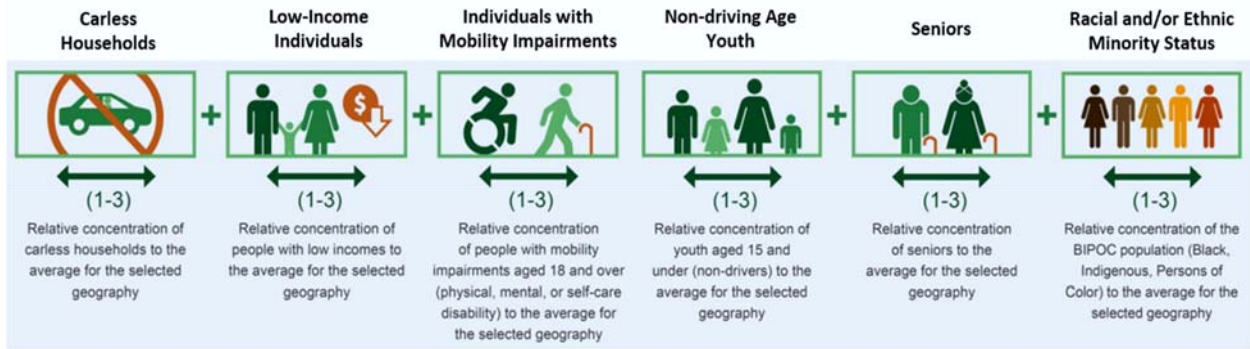 Carless
Households
Low-Income
Individuals
Individuals with
Mobility Impairments
Non-driving Age
Youth
Seniors
Racial and/or Ethnic
Minority Status
+
$
+
+
+
+
(1-3)
Relative concentration of
carless households to the
average for the selected
geography
(1-3)
Relative concentration of
people with low incomes to
the average for the selected
geography
(1-3)
Relative concentration
of people with mobility
impairments aged 18 and over
(physical, mental, or self-care
disability) to the average for
the selected geography
(1-3)
Relative concentration of
youth aged 15 and
under (non-drivers) to the
average for the selected
geography
(1-3)
Relative concentration
of seniors to the
average for the selected
geography
(1-3)
Relative concentration of the
BIPOC population (Black,
Indigenous, Persons of
Color) to the average for the
selected geography